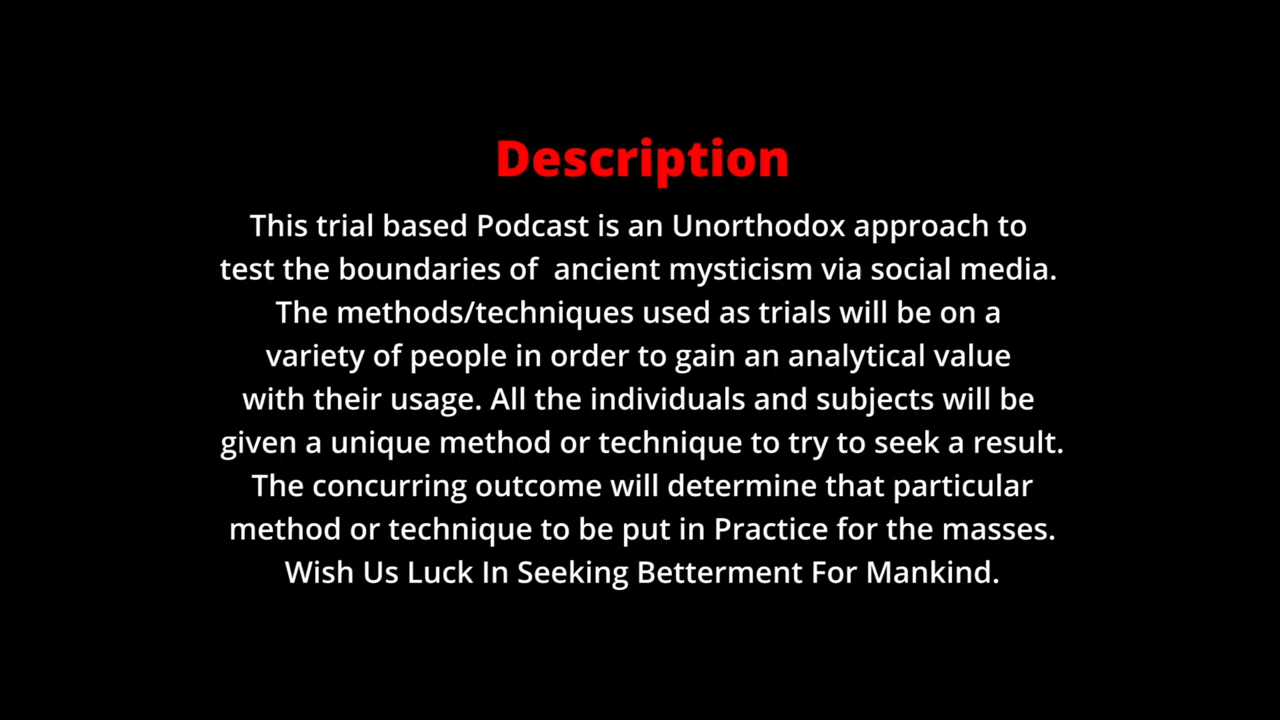 Description
This trial based Podcast is an Unorthodox approach to
test the boundaries of  ancient mysticism via social media.
The methods/techniques used as trials will be on a
variety of people in order to gain an analytical value
with their usage. All the individuals and subjects will be
given a unique method or technique to try to seek a result.
The concurring outcome will determine that particular
method or technique to be put in Practice for the masses.
Wish Us Luck In Seeking Betterment For Mankind.